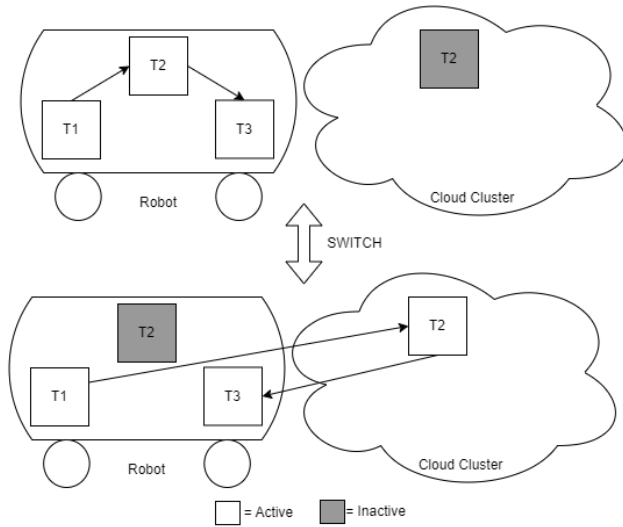 T2
T2
T1
T3
Robot
Cloud Cluster
SWITCH
T2
T2
T1
T3
Robot
Cloud Cluster
= Active
= Inactive